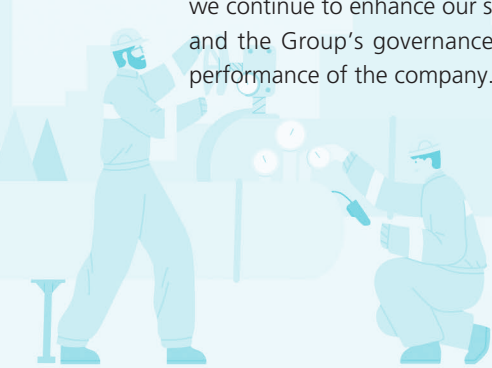 we continue to enhance our s
and the Group's governance
performance of the company.